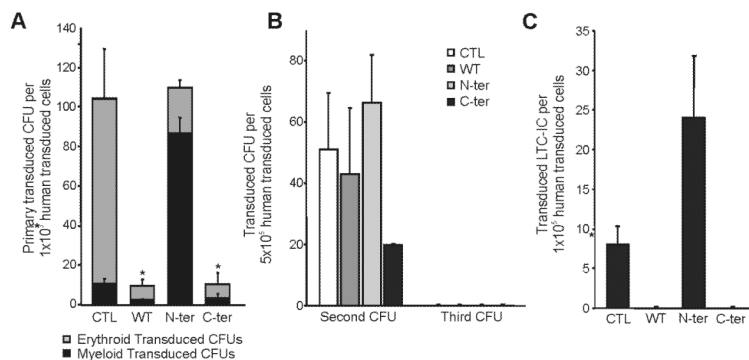 A
Primary transduced CFU per
1x10⁵ human transduced cells
140
120
100
80
60
40
20
0
*
*
*
CTL
WT
N-ter
C-ter
Erythroid Transduced CFUs
Myeloid Transduced CFUs
B
Transduced CFU per
5x10⁵ human transduced cells
80
60
40
20
0
CTL
WT
N-ter
C-ter
Second CFU
Third CFU
C
Transduced LTC-IC per
1x10⁵ human transduced cells
35
30
25
20
15
10
5
0
*
CTL
WT
N-ter
C-ter